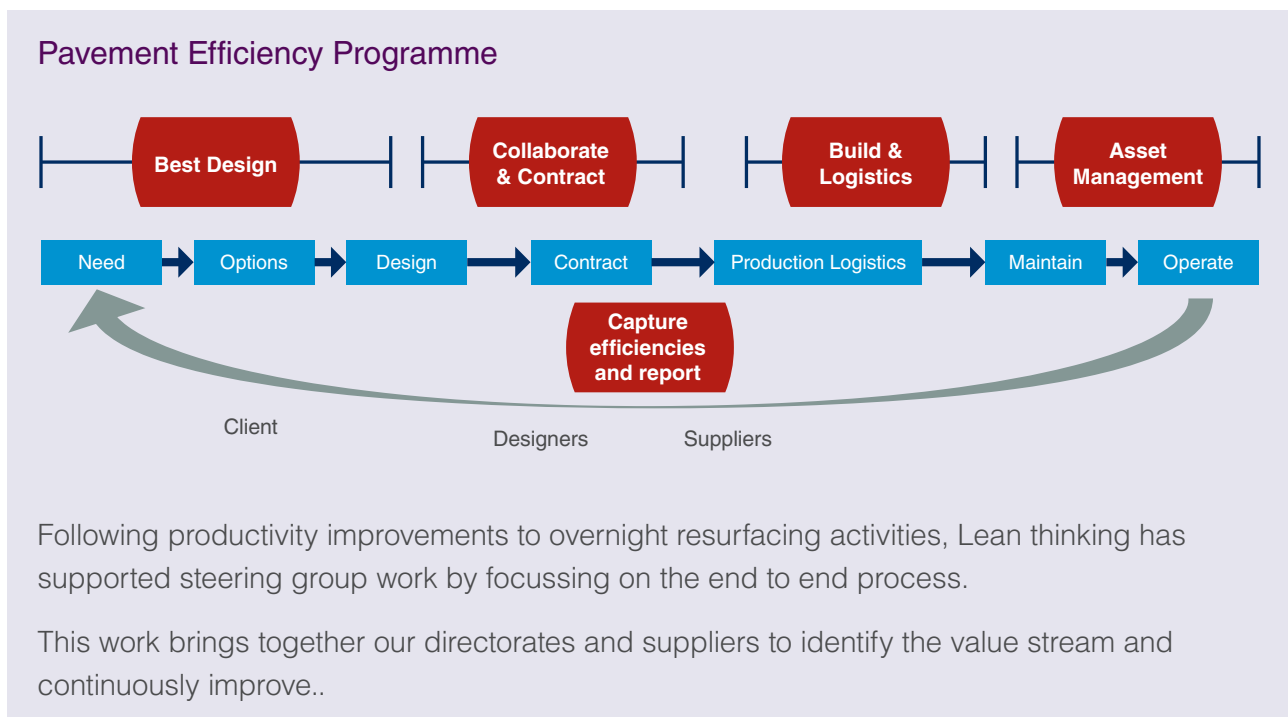 Pavement Efficiency Programme
Best Design
Collaborate
& Contract
Build &
Logistics
Asset
Management
Need
Options
Design
Contract
Production Logistics
Maintain
Operate
Capture
efficiencies
and report
Client
Designers
Suppliers
Following productivity improvements to overnight resurfacing activities, Lean thinking has
supported steering group work by focussing on the end to end process.
This work brings together our directorates and suppliers to identify the value stream and
continuously improve..